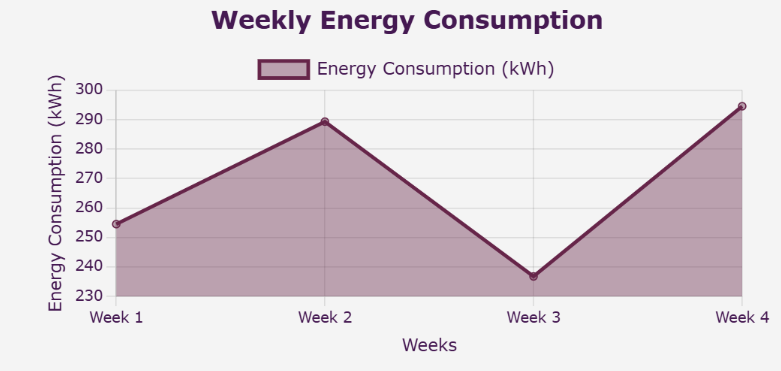 Weekly Energy Consumption
Energy Consumption (kWh)
Energy Consumption (kWh)
300
290
280
270
260
250
240
230
Week 1
Week 2
Week 3
Week 4
Weeks